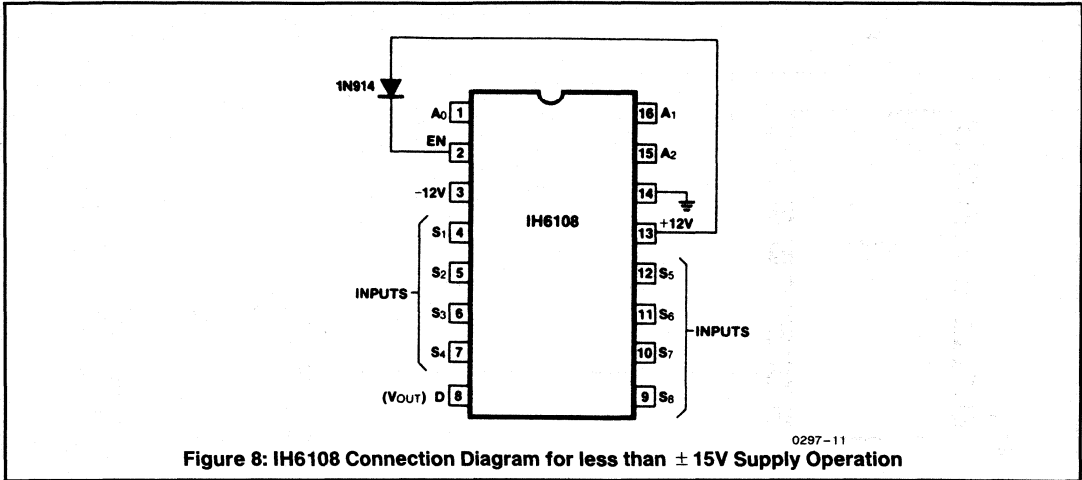 1N914
A0 1
EN 2
-12V 3
S1 4
S2 5
INPUTS
S3 6
S4 7
(VOUT) D 8
IH6108
16 A1
15 A2
14
13 +12V
12 S5
11 S6
INPUTS
10 S7
9 S8
0297-11
Figure 8: IH6108 Connection Diagram for less than ± 15V Supply Operation